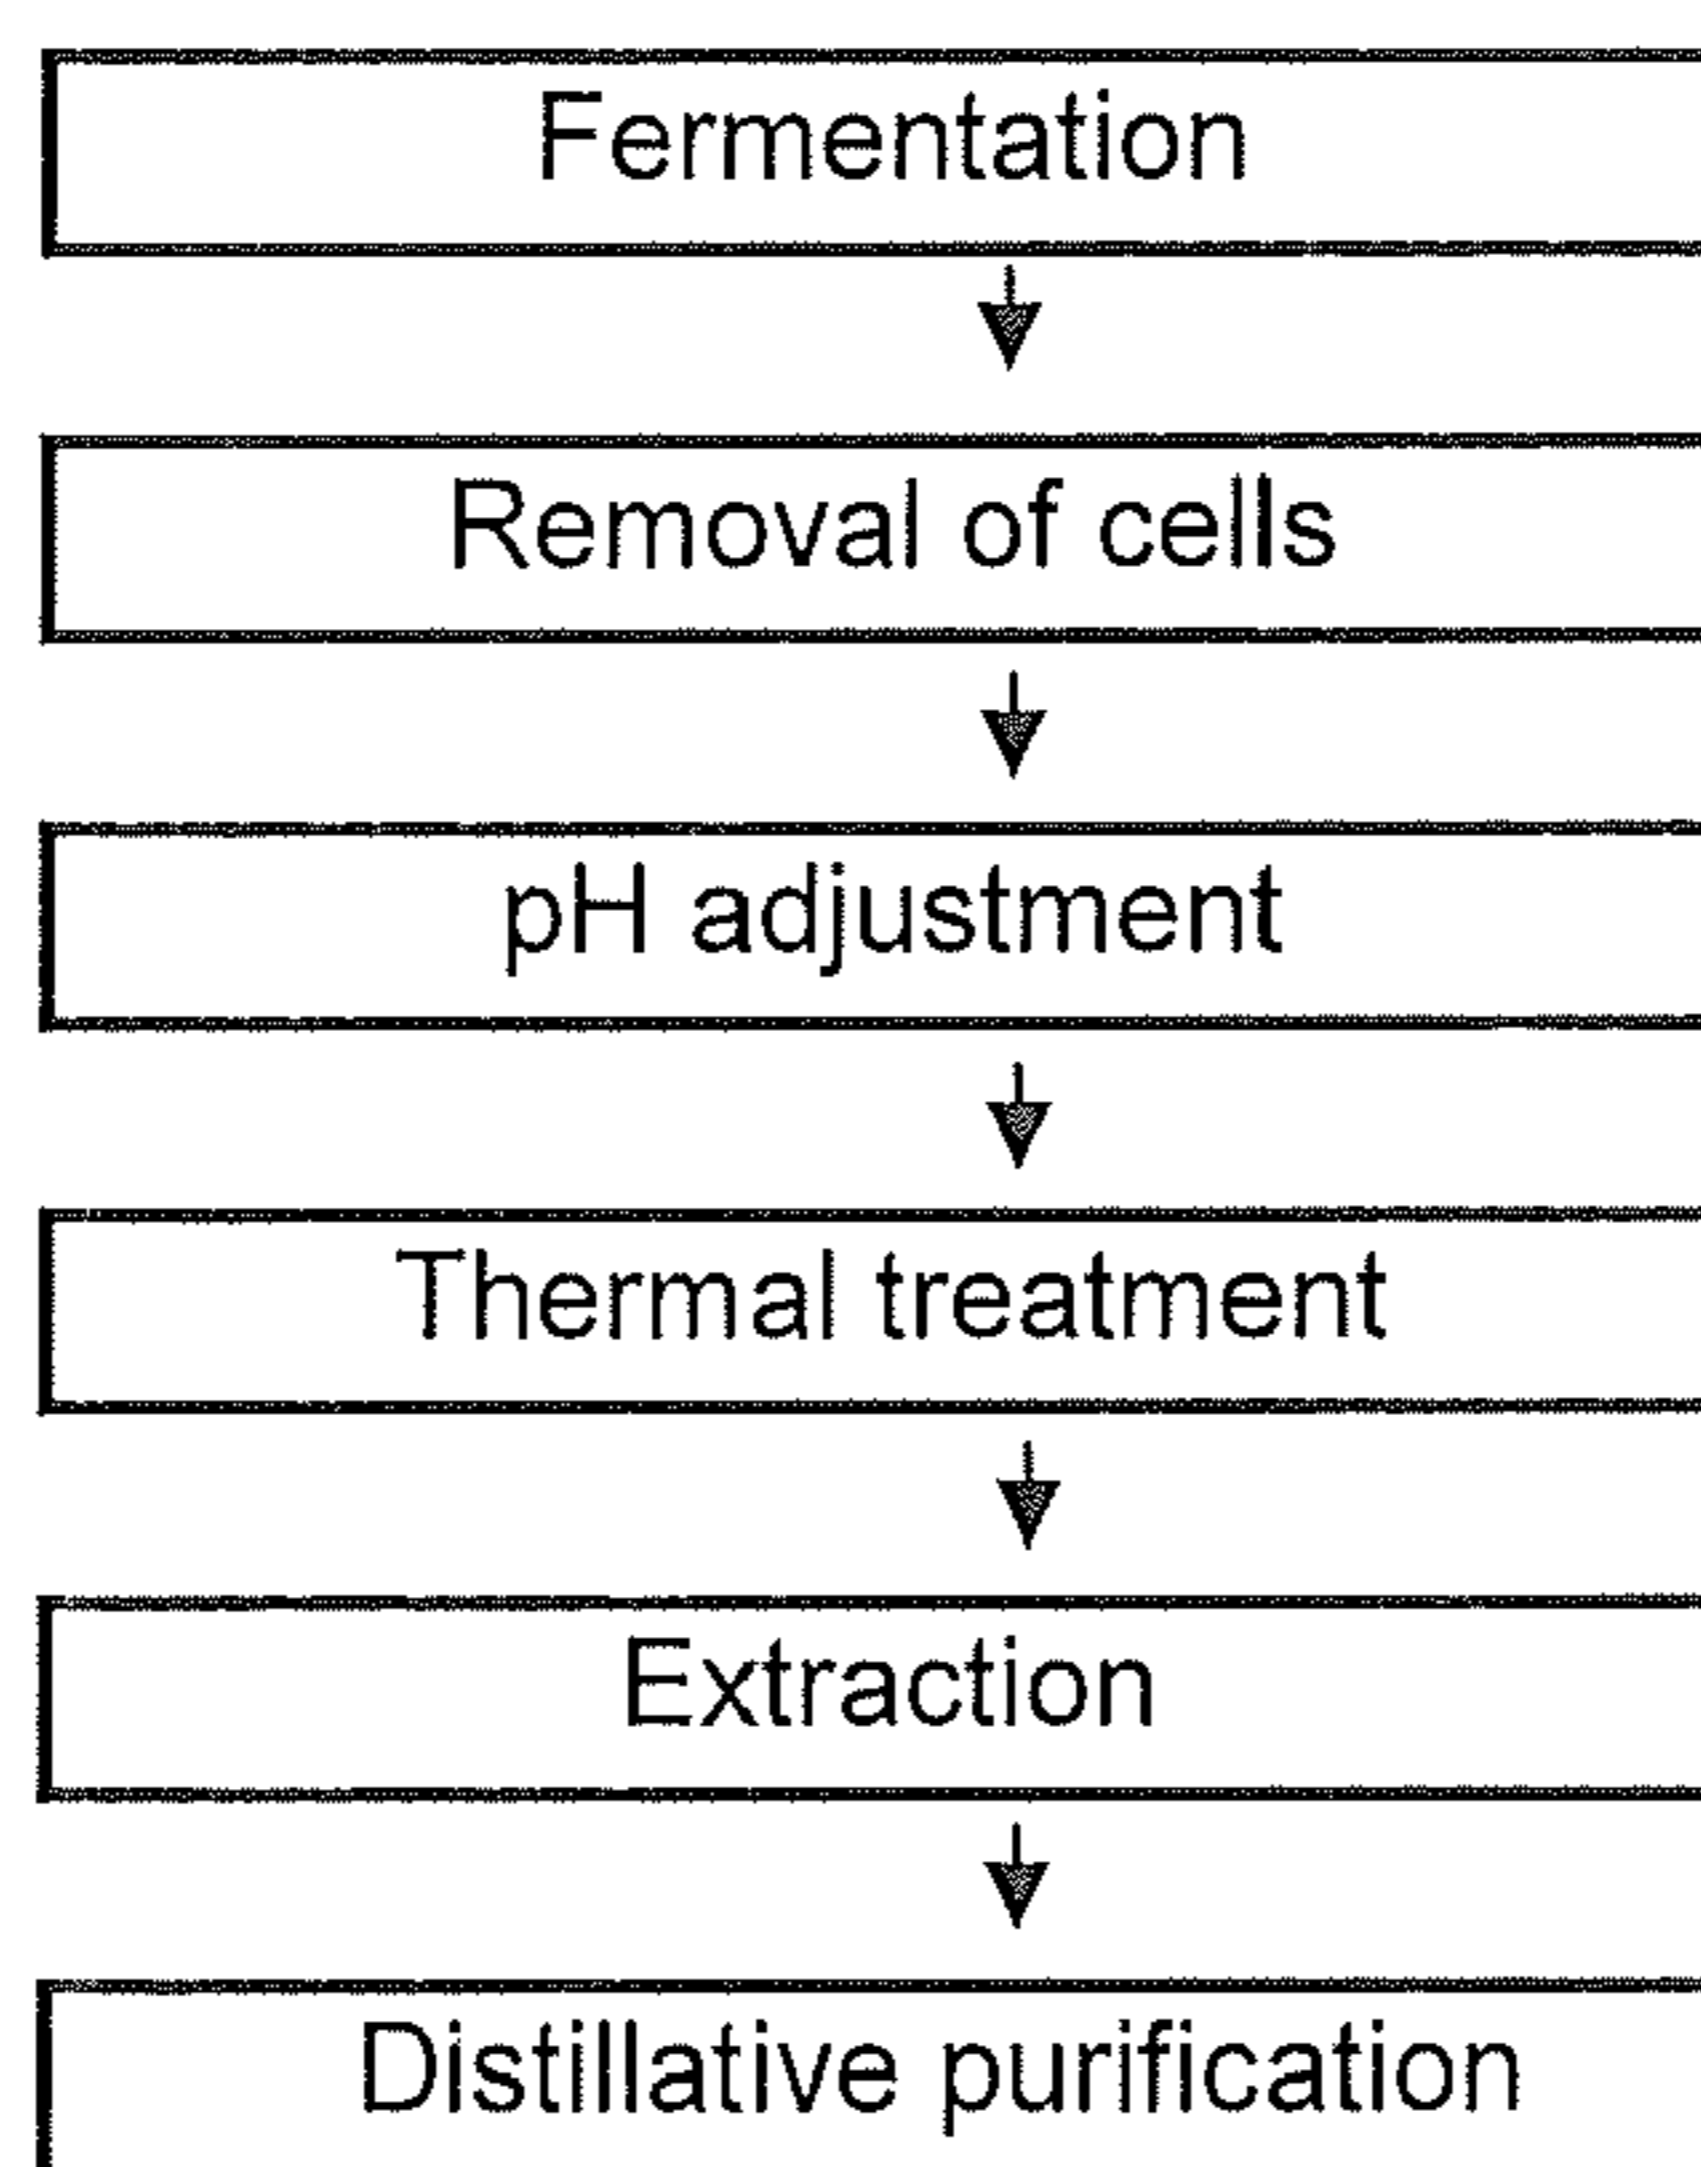 Fermentation
Removal of cells
pH adjustment
Thermal treatment
Extraction
Distillative purification